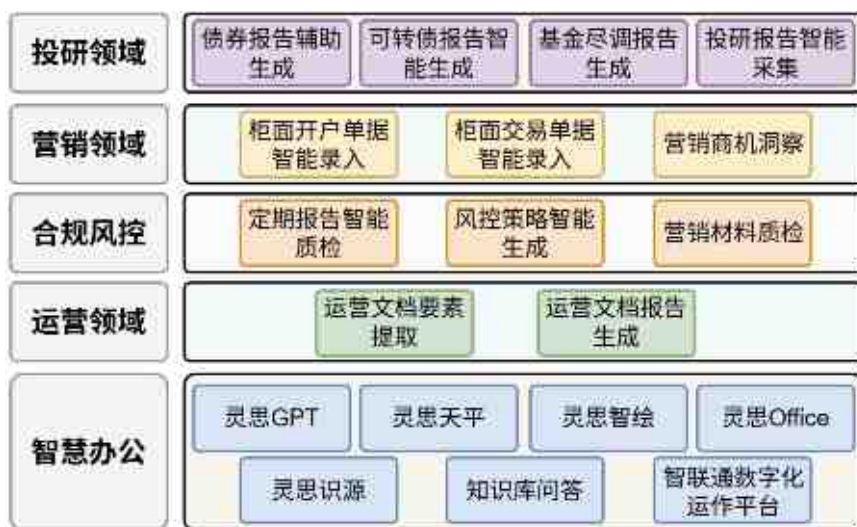 投研领域
债券报告辅助
生成
可转债报告智
能生成
基金尽调报告
生成
投研报告智能
采集
营销领域
柜面开户单据
智能录入
柜面交易单据
智能录入
营销商机洞察
合规风控
定期报告智能
质检
风控策略智能
生成
营销材料质检
运营领域
运营文档要素
提取
运营文档报告
生成
智慧办公
灵思GPT
灵思天平
灵思智绘
灵思Office
灵思识源
知识库问答
智联通数字化
运作平台